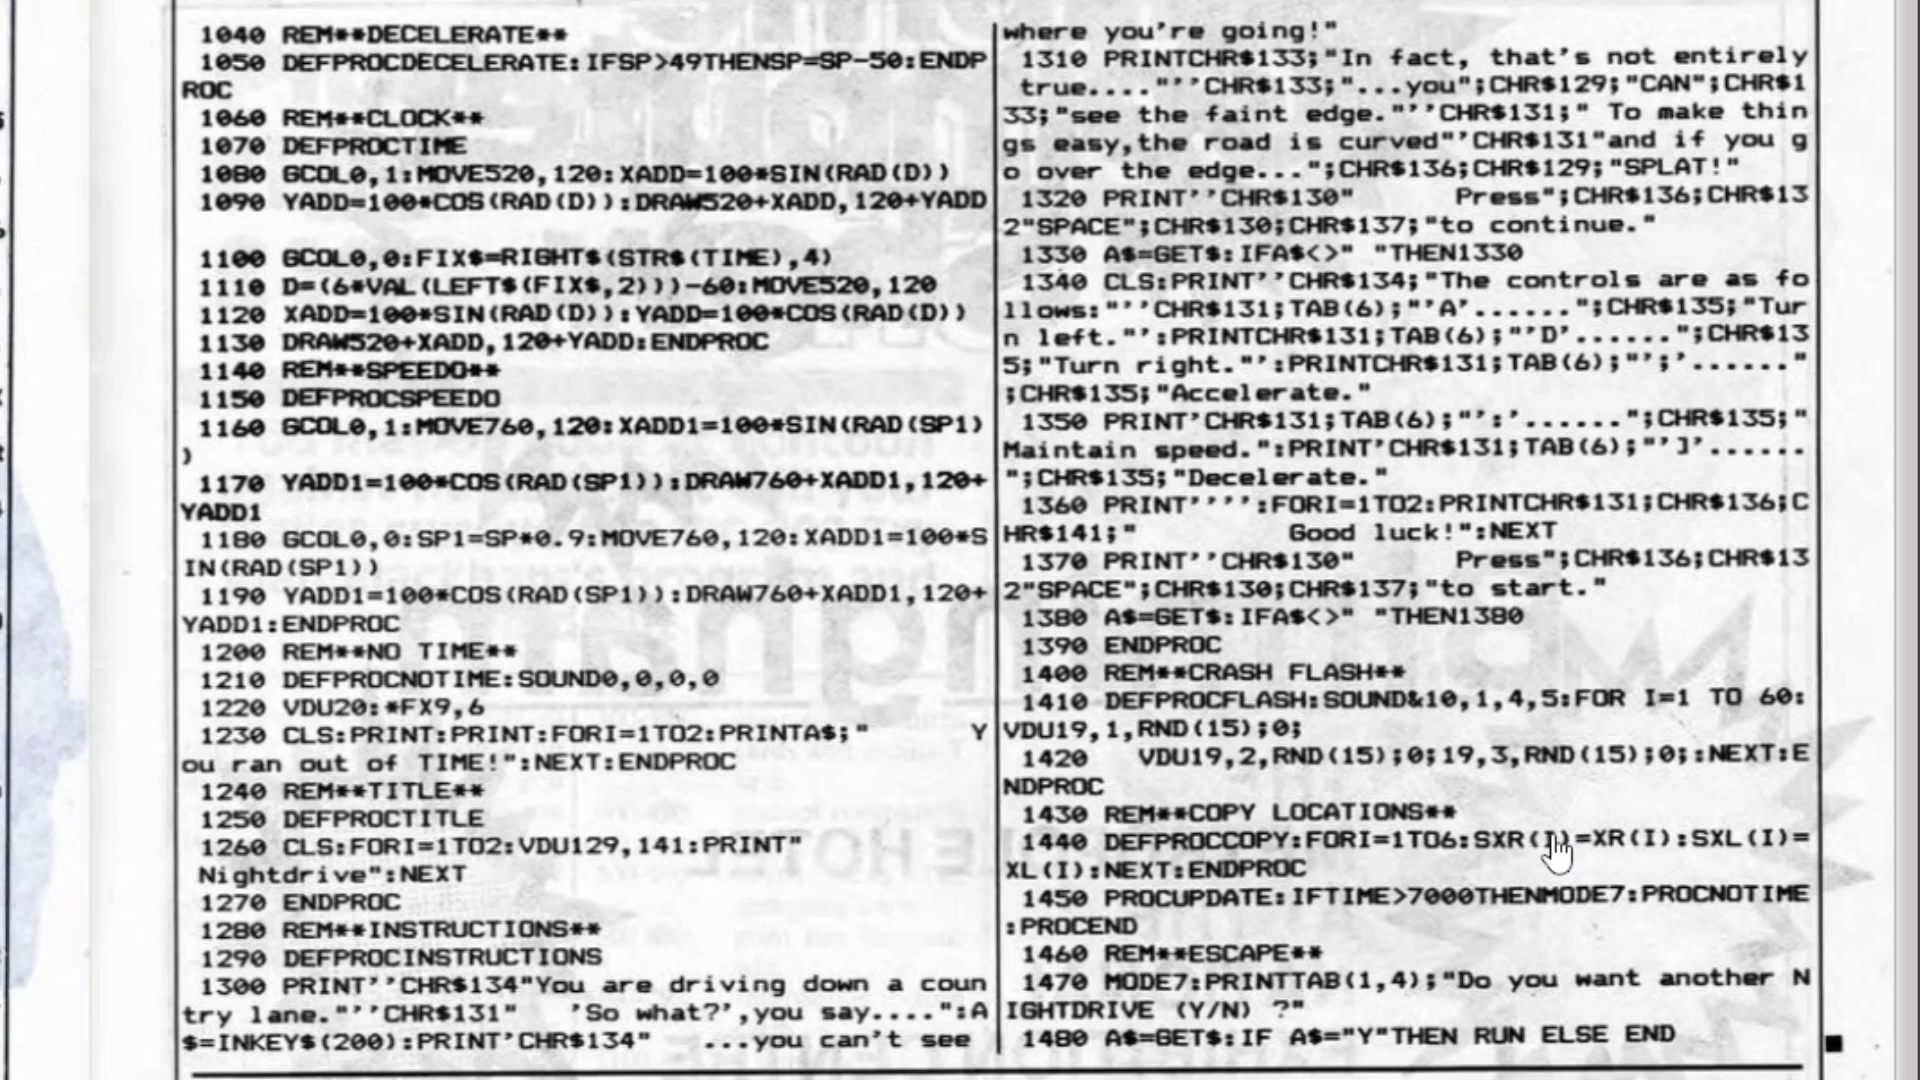 1040 REM**DECELERATE**
1050 DEFPROCDECELERATE:IFSP>49THENSP=SP-50:ENDP
ROC
1060 REM**CLOCK**
1070 DEFPROCTIME
1080 GCOL0,1:MOVE520,120:XADD=100*SIN(RAD(D))
1090 YADD=100*COS(RAD(D)):DRAW520+XADD,120+YADD
1100 GCOL0,0:FIX$=RIGHT$(STR$(TIME),4)
1110 D=(6*VAL(LEFT$(FIX$,2)))-60:MOVE520,120
1120 XADD=100*SIN(RAD(D)):YADD=100*COS(RAD(D))
1130 DRAW520+XADD,120+YADD:ENDPROC
1140 REM**SPEEDO**
1150 DEFPROCSPEEDO
1160 GCOL0,1:MOVE760,120:XADD1=100*SIN(RAD(SP1)
)
1170 YADD1=100*COS(RAD(SP1)):DRAW760+XADD1,120+
YADD1
1180 GCOL0,0:SP1=SP*0.9:MOVE760,120:XADD1=100*S
IN(RAD(SP1))
1190 YADD1=100*COS(RAD(SP1)):DRAW760+XADD1,120+
YADD1:ENDPROC
1200 REM**NO TIME**
1210 DEFPROCNOTIME:SOUND0,0,0,0
1220 VDU20:*FX9,6
1230 CLS:PRINT:PRINT:FORI=1TO2:PRINTA$;"      Y
ou ran out of TIME!":NEXT:ENDPROC
1240 REM**TITLE**
1250 DEFPROCTITLE
1260 CLS:FORI=1TO2:VDU129,141:PRINT"
Nightdrive":NEXT
1270 ENDPROC
1280 REM**INSTRUCTIONS**
1290 DEFPROCINSTRUCTIONS
1300 PRINT''CHR$134"You are driving down a coun
try lane."''CHR$131"   'So what?',you say....":A
$=INKEY$(200):PRINT'CHR$134"   ...you can't see
where you're going!"
1310 PRINTCHR$133;"In fact, that's not entirely
true...."''CHR$133;"...you";CHR$129;"CAN";CHR$1
33;"see the faint edge."''CHR$131;" To make thin
gs easy,the road is curved"'CHR$131"and if you g
o over the edge...";CHR$136;CHR$129;"SPLAT!"
1320 PRINT''CHR$130"      Press";CHR$136;CHR$13
2"SPACE";CHR$130;CHR$137;"to continue."
1330 A$=GET$:IFA$<>" "THEN1330
1340 CLS:PRINT''CHR$134;"The controls are as fo
llows:"''CHR$131;TAB(6);"'A'......";CHR$135;"Tur
n left."':PRINTCHR$131;TAB(6);"'D'......";CHR$13
5;"Turn right."':PRINTCHR$131;TAB(6);"';'......"
;CHR$135;"Accelerate."
1350 PRINT'CHR$131;TAB(6);"':'......";CHR$135;"
Maintain speed.":PRINT'CHR$131;TAB(6);"']'......
";CHR$135;"Decelerate."
1360 PRINT'''':FORI=1TO2:PRINTCHR$131;CHR$136;C
HR$141;"         Good luck!":NEXT
1370 PRINT''CHR$130"      Press";CHR$136;CHR$13
2"SPACE";CHR$130;CHR$137;"to start."
1380 A$=GET$:IFA$<>" "THEN1380
1390 ENDPROC
1400 REM**CRASH FLASH**
1410 DEFPROCFLASH:SOUND&10,1,4,5:FOR I=1 TO 60:
VDU19,1,RND(15);0;
1420   VDU19,2,RND(15);0;19,3,RND(15);0;:NEXT:E
NDPROC
1430 REM**COPY LOCATIONS**
1440 DEFPROCCOPY:FORI=1TO6:SXR(I)=XR(I):SXL(I)=
XL(I):NEXT:ENDPROC
1450 PROCUPDATE:IFTIME>7000THENMODE7:PROCNOTIME
:PROCEND
1460 REM**ESCAPE**
1470 MODE7:PRINTTAB(1,4);"Do you want another N
IGHTDRIVE (Y/N) ?"
1480 A$=GET$:IF A$="Y"THEN RUN ELSE END